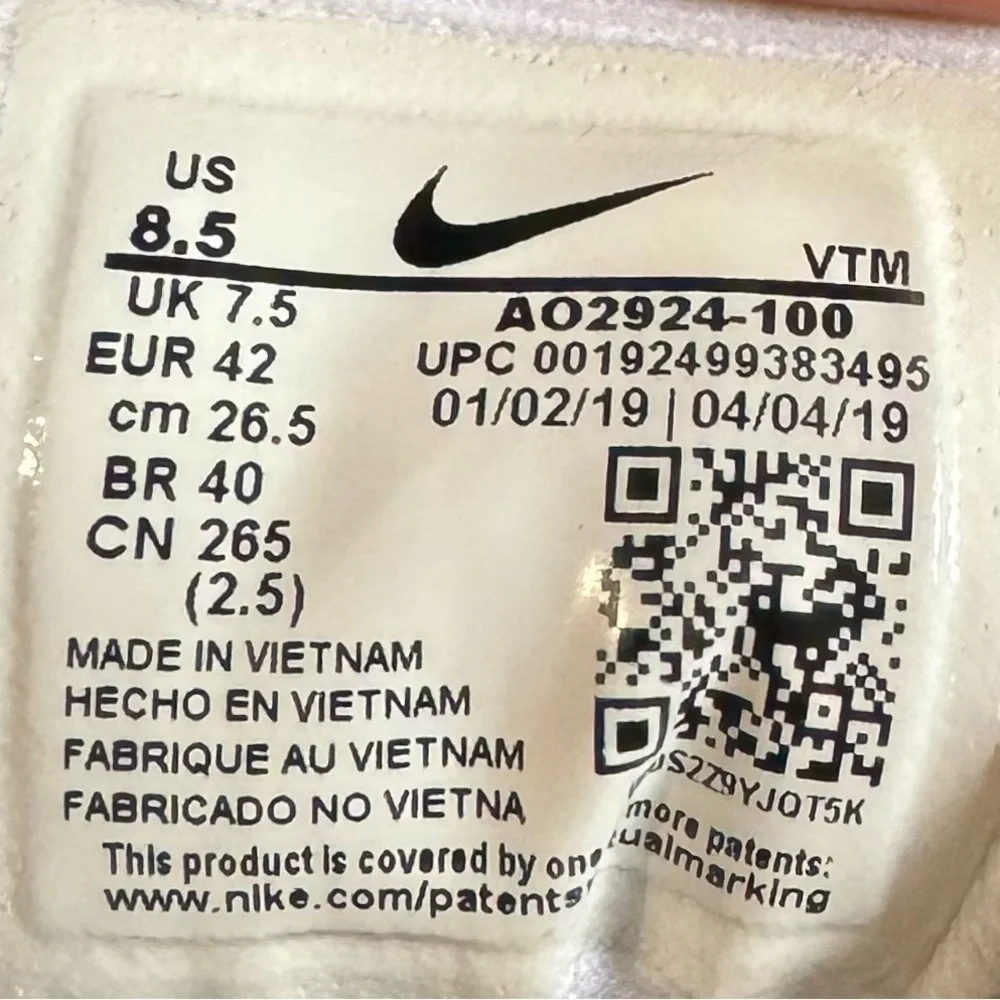 US
8.5
VTM
UK 7.5
AO2924-100
EUR 42
UPC 00192499383495
cm 26.5
01/02/19 | 04/04/19
BR 40
CN 265
(2.5)
MADE IN VIETNAM
HECHO EN VIETNAM
FABRIQUE AU VIETNAM
FABRICADO NO VIETNA
S2Z9YJQT5K
This product is covered by one more patents:
www.nike.com/patents